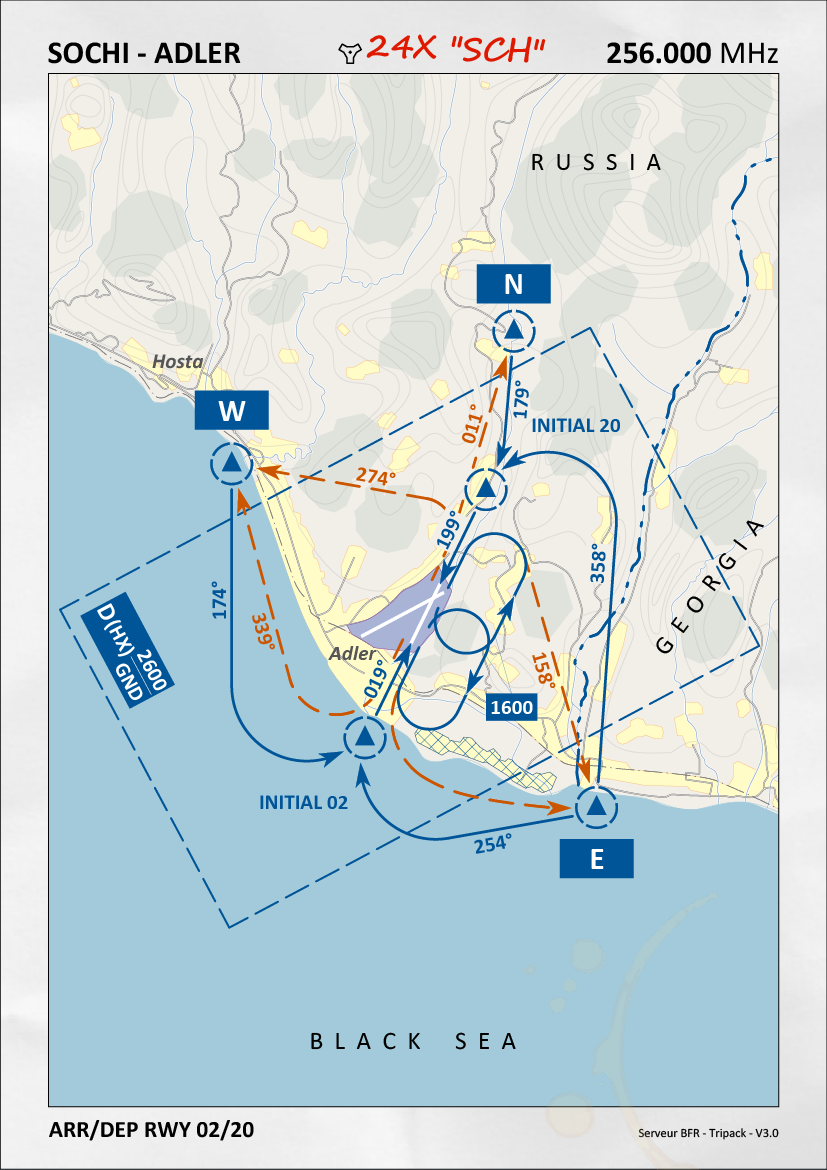 SOCHI - ADLER
24X "SCH"
256.000 MHz
RUSSIA
N
Hosta
W
011°
179°
INITIAL 20
274°
199°
358°
GEORGIA
174°
339°
D (HX) 2600
GND
Adler
019°
158°
1600
INITIAL 02
254°
E
BLACK SEA
ARR/DEP RWY 02/20
Serveur BFR - Tripack - V3.0